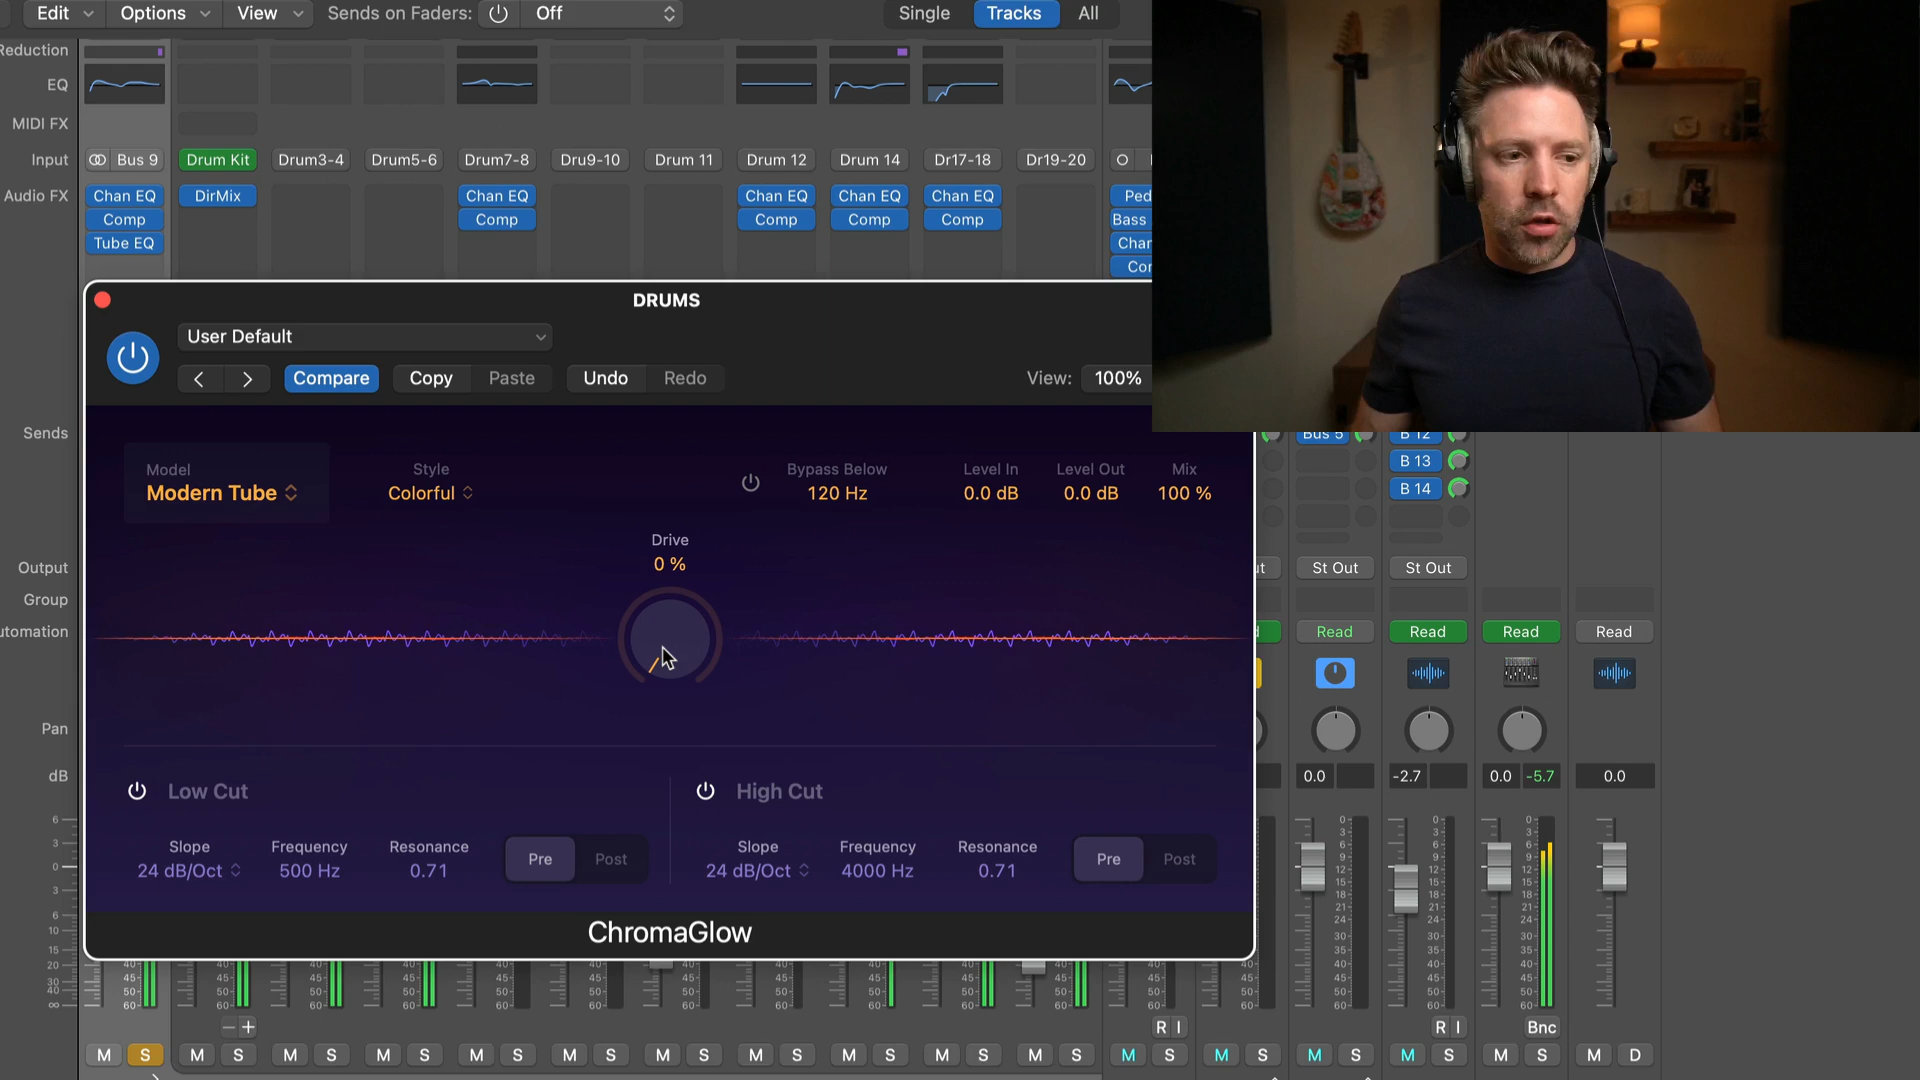 Edit Options View Sends on Faders: Off Single Tracks All
Reduction
EQ
MIDI FX
Input Bus 9 Drum Kit Drum3-4 Drum5-6 Drum7-8 Dru9-10 Drum 11 Drum 12 Drum 14 Dr17-18 Dr19-20
Audio FX Chan EQ DirMix Chan EQ Chan EQ Chan EQ Chan EQ Ped
Comp Comp Comp Comp Comp Bass
Tube EQ Chan
Cor
DRUMS
User Default
Compare Copy Paste Undo Redo View: 100%
Sends Bus 5 B 12
Model Style Bypass Below Level In Level Out Mix B 13
Modern Tube Colorful 120 Hz 0.0 dB 0.0 dB 100 % B 14
Drive
0 %
Output St Out St Out
Group
utomation Read Read Read Read
Pan
dB 0.0 -2.7 0.0 -5.7 0.0
Low Cut High Cut
Slope Frequency Resonance Pre Post Slope Frequency Resonance Pre Post
24 dB/Oct 500 Hz 0.71 24 dB/Oct 4000 Hz 0.71
ChromaGlow
R I R I Bnc
M S M S M S M S M S M S M S M S M S M S M S M S M S M S M S M S M D